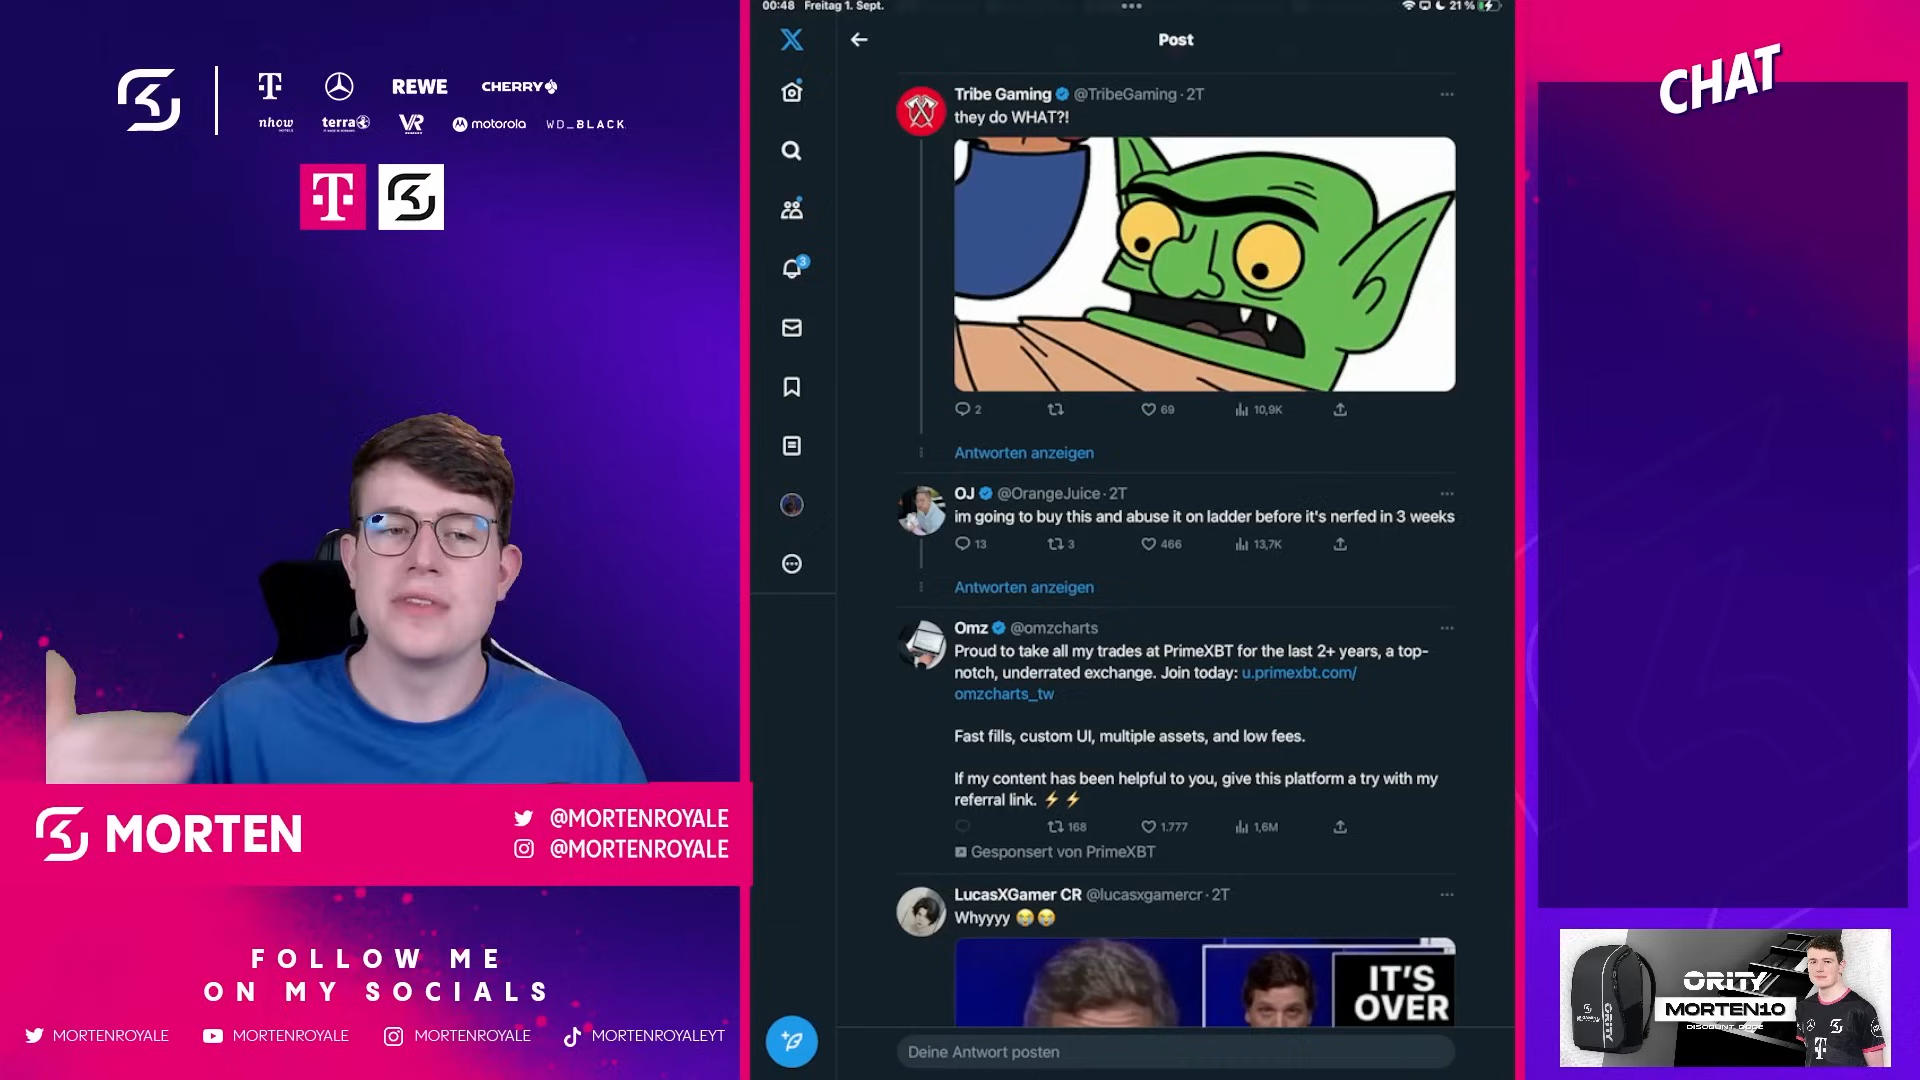 REWE
CHERRY
nhow
terra
VR
motorola
WD_BLACK
T
MORTEN
@MORTENROYALE
@MORTENROYALE
FOLLOW ME
ON MY SOCIALS
MORTENROYALE
MORTENROYALE
MORTENROYALE
MORTENROYALEYT
00:48 Freitag 1. Sept.
21 %
Post
3
Tribe Gaming @TribeGaming · 2T
they do WHAT?!
2
69
10,9K
Antworten anzeigen
OJ @OrangeJuice · 2T
im going to buy this and abuse it on ladder before it's nerfed in 3 weeks
13
3
466
13,7K
Antworten anzeigen
Omz @omzcharts
Proud to take all my trades at PrimeXBT for the last 2+ years, a top-
notch, underrated exchange. Join today: u.primexbt.com/
omzcharts_tw
Fast fills, custom UI, multiple assets, and low fees.
If my content has been helpful to you, give this platform a try with my
referral link. ⚡⚡
168
1.777
1,6M
Gesponsert von PrimeXBT
LucasXGamer CR @lucasxgamercr · 2T
Whyyyy 😭😭
IT'S
OVER
Deine Antwort posten
CHAT
ORITY
MORTEN10
DISCOUNT CODE